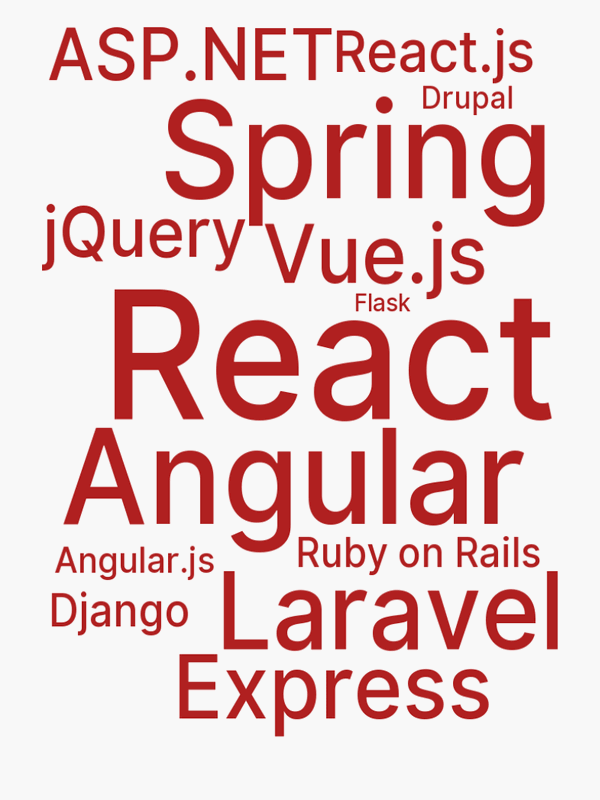 ASP.NET React.js
Drupal
Spring
jQuery Vue.js
Flask
React
Angular
Angular.js Ruby on Rails
Django Laravel
Express